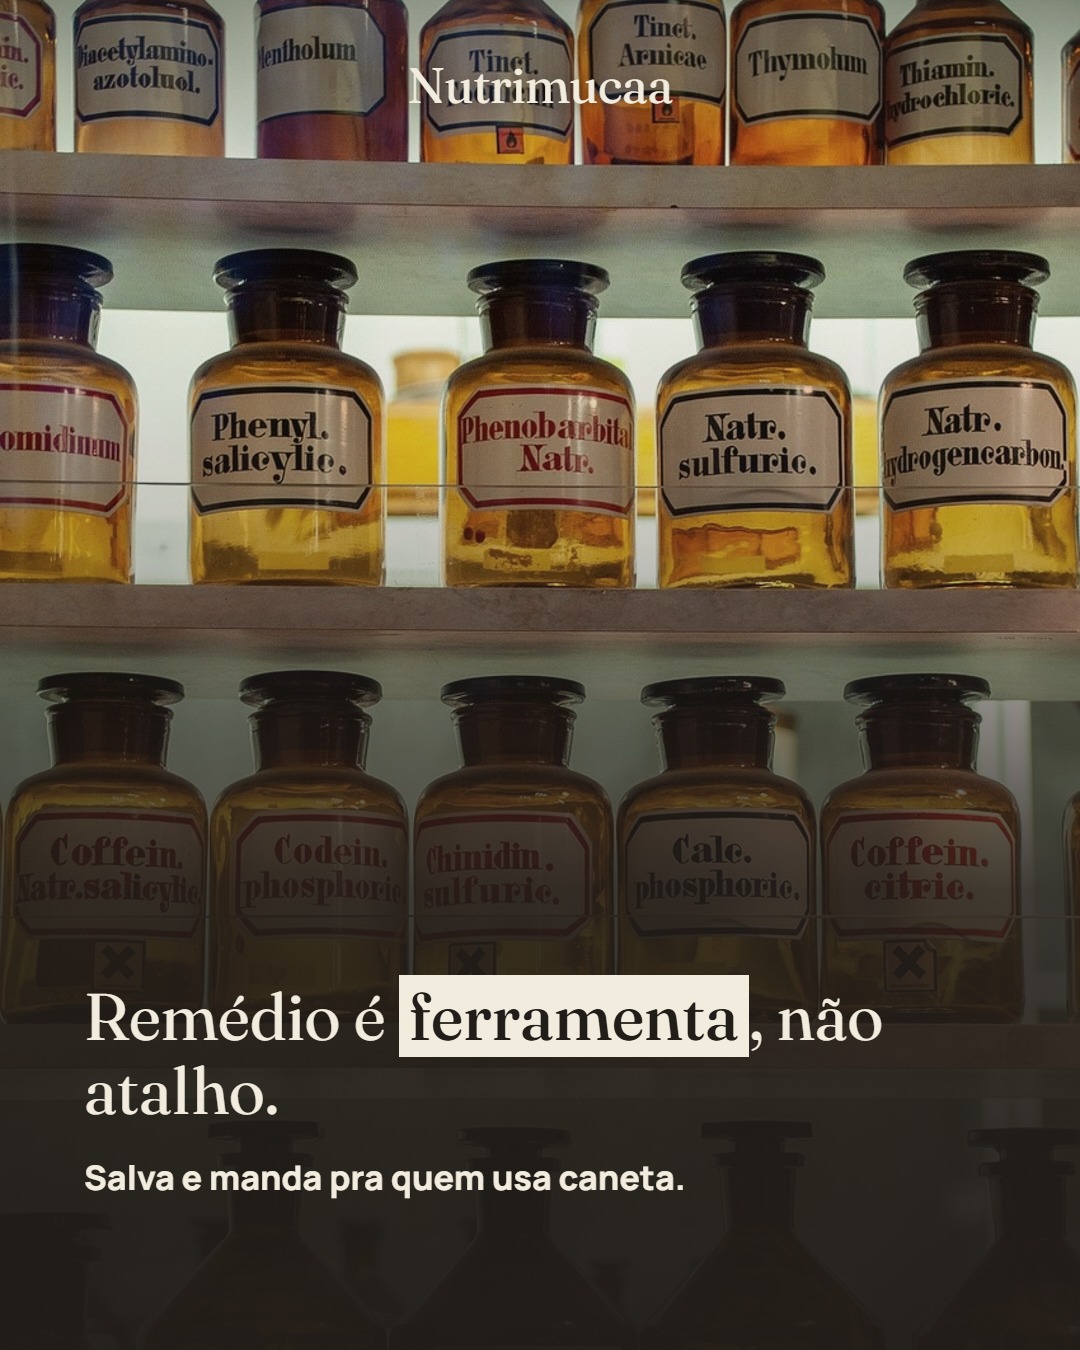 Diacetylamino.
azotoluol.
Mentholum
Tinct.
Tinct.
Arnicae
Thymolum
Thiamin.
hydrochloric.
Nutrimucaa
Phenyl.
salicylic.
Phenobarbital
Natr.
Natr.
sulfuric.
Natr.
hydrogencarbon.
Coffein.
Natr.salicylic.
Codein.
phosphoric.
Chinidin.
sulfuric.
Calc.
phosphoric.
Coffein.
citric.
Remédio é ferramenta, não
atalho.
Salva e manda pra quem usa caneta.